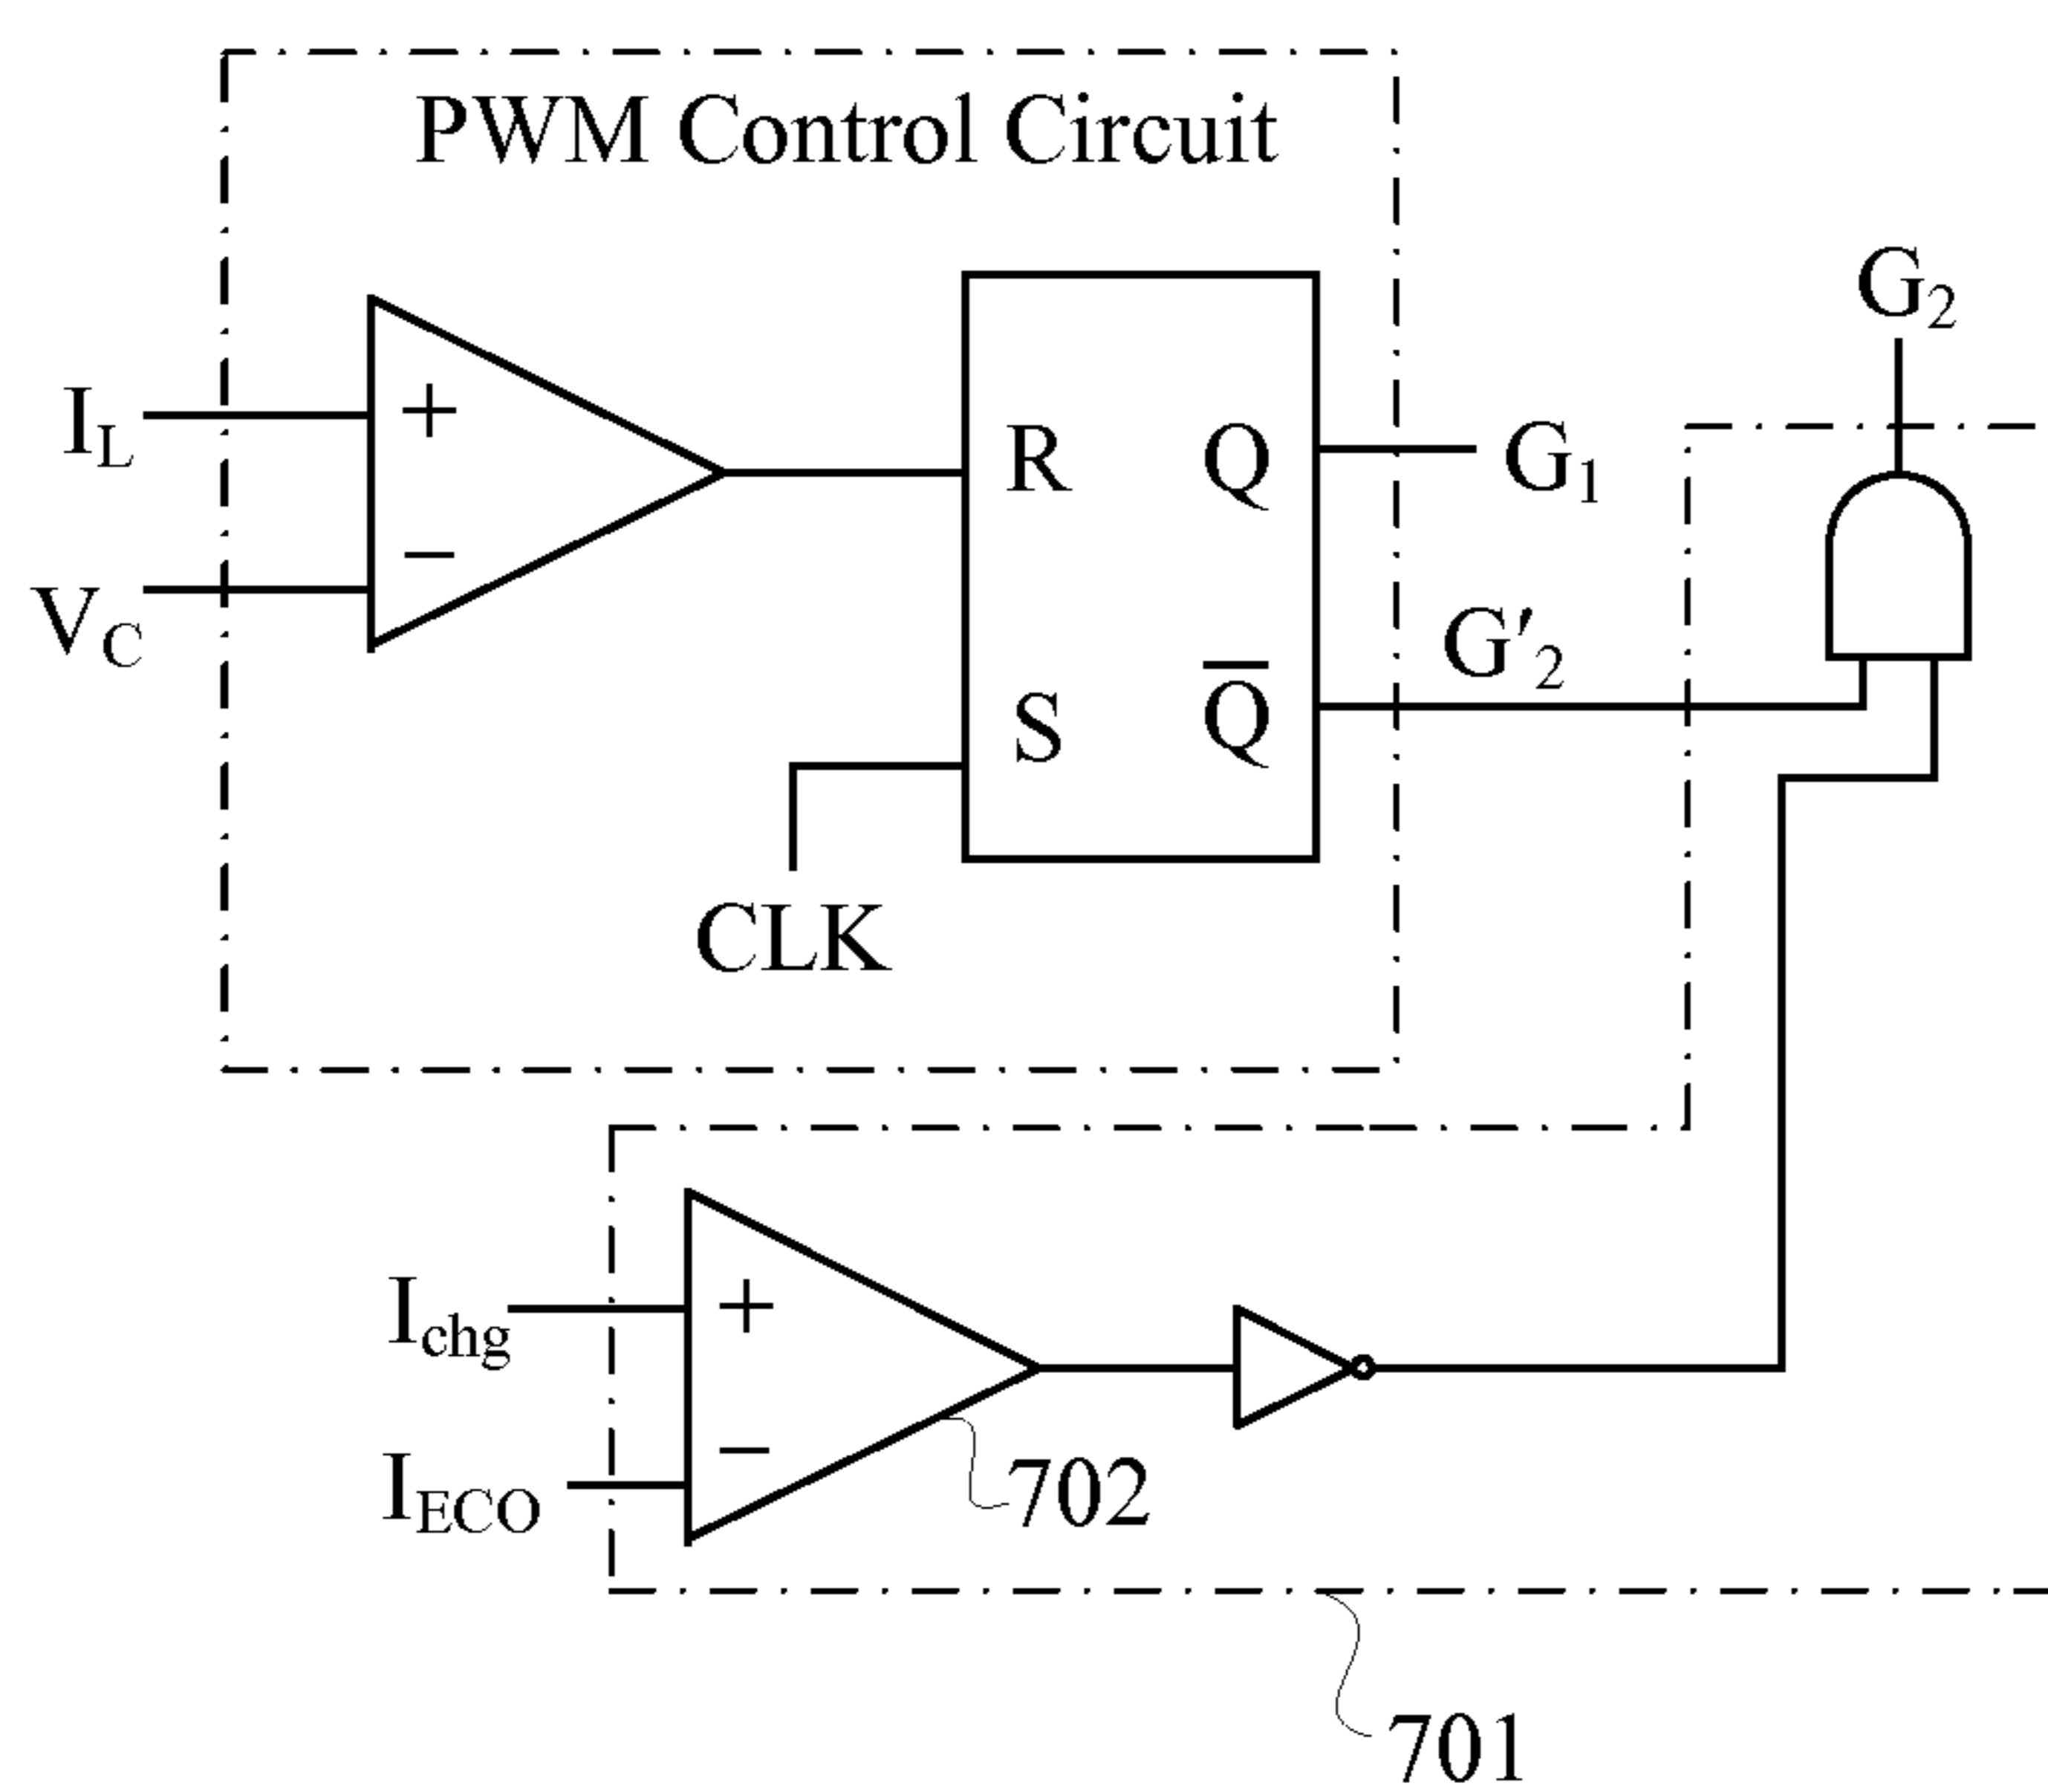 PWM Control Circuit
G₂
I_L
+
R
Q
G₁
−
V_C
G′₂
S
Q̅
CLK
I_chg
+
−
I_ECO
702
701